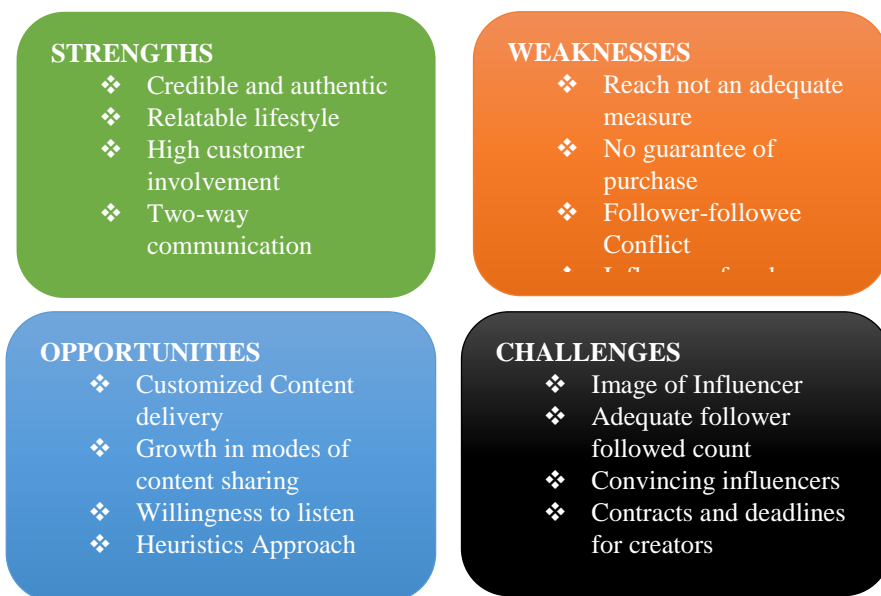 STRENGTHS
❖ Credible and authentic
❖ Relatable lifestyle
❖ High customer
involvement
❖ Two-way
communication
WEAKNESSES
❖ Reach not an adequate
measure
❖ No guarantee of
purchase
❖ Follower-followee
Conflict
OPPORTUNITIES
❖ Customized Content
delivery
❖ Growth in modes of
content sharing
❖ Willingness to listen
❖ Heuristics Approach
CHALLENGES
❖ Image of Influencer
❖ Adequate follower
followed count
❖ Convincing influencers
❖ Contracts and deadlines
for creators